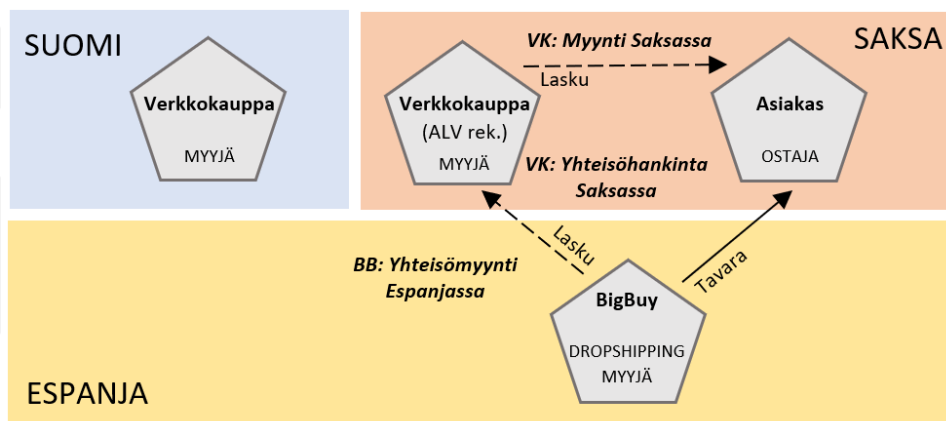 SUOMI
Verkkokauppa
MYYJÄ
SAKSA
VK: Myynti Saksassa
Lasku
Verkkokauppa
(ALV rek.)
MYYJÄ
Asiakas
OSTAJA
VK: Yhteisöhankinta
Saksassa
Lasku
Tavara
BB: Yhteisömyynti
Espanjassa
BigBuy
DROPSHIPPING
MYYJÄ
ESPANJA